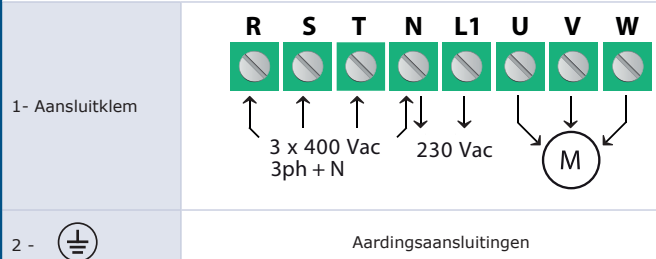 R S T N L1 U V W
1- Aansluitklem
3 x 400 Vac
3ph + N
230 Vac
M
2 -
Aardingsaansluitingen